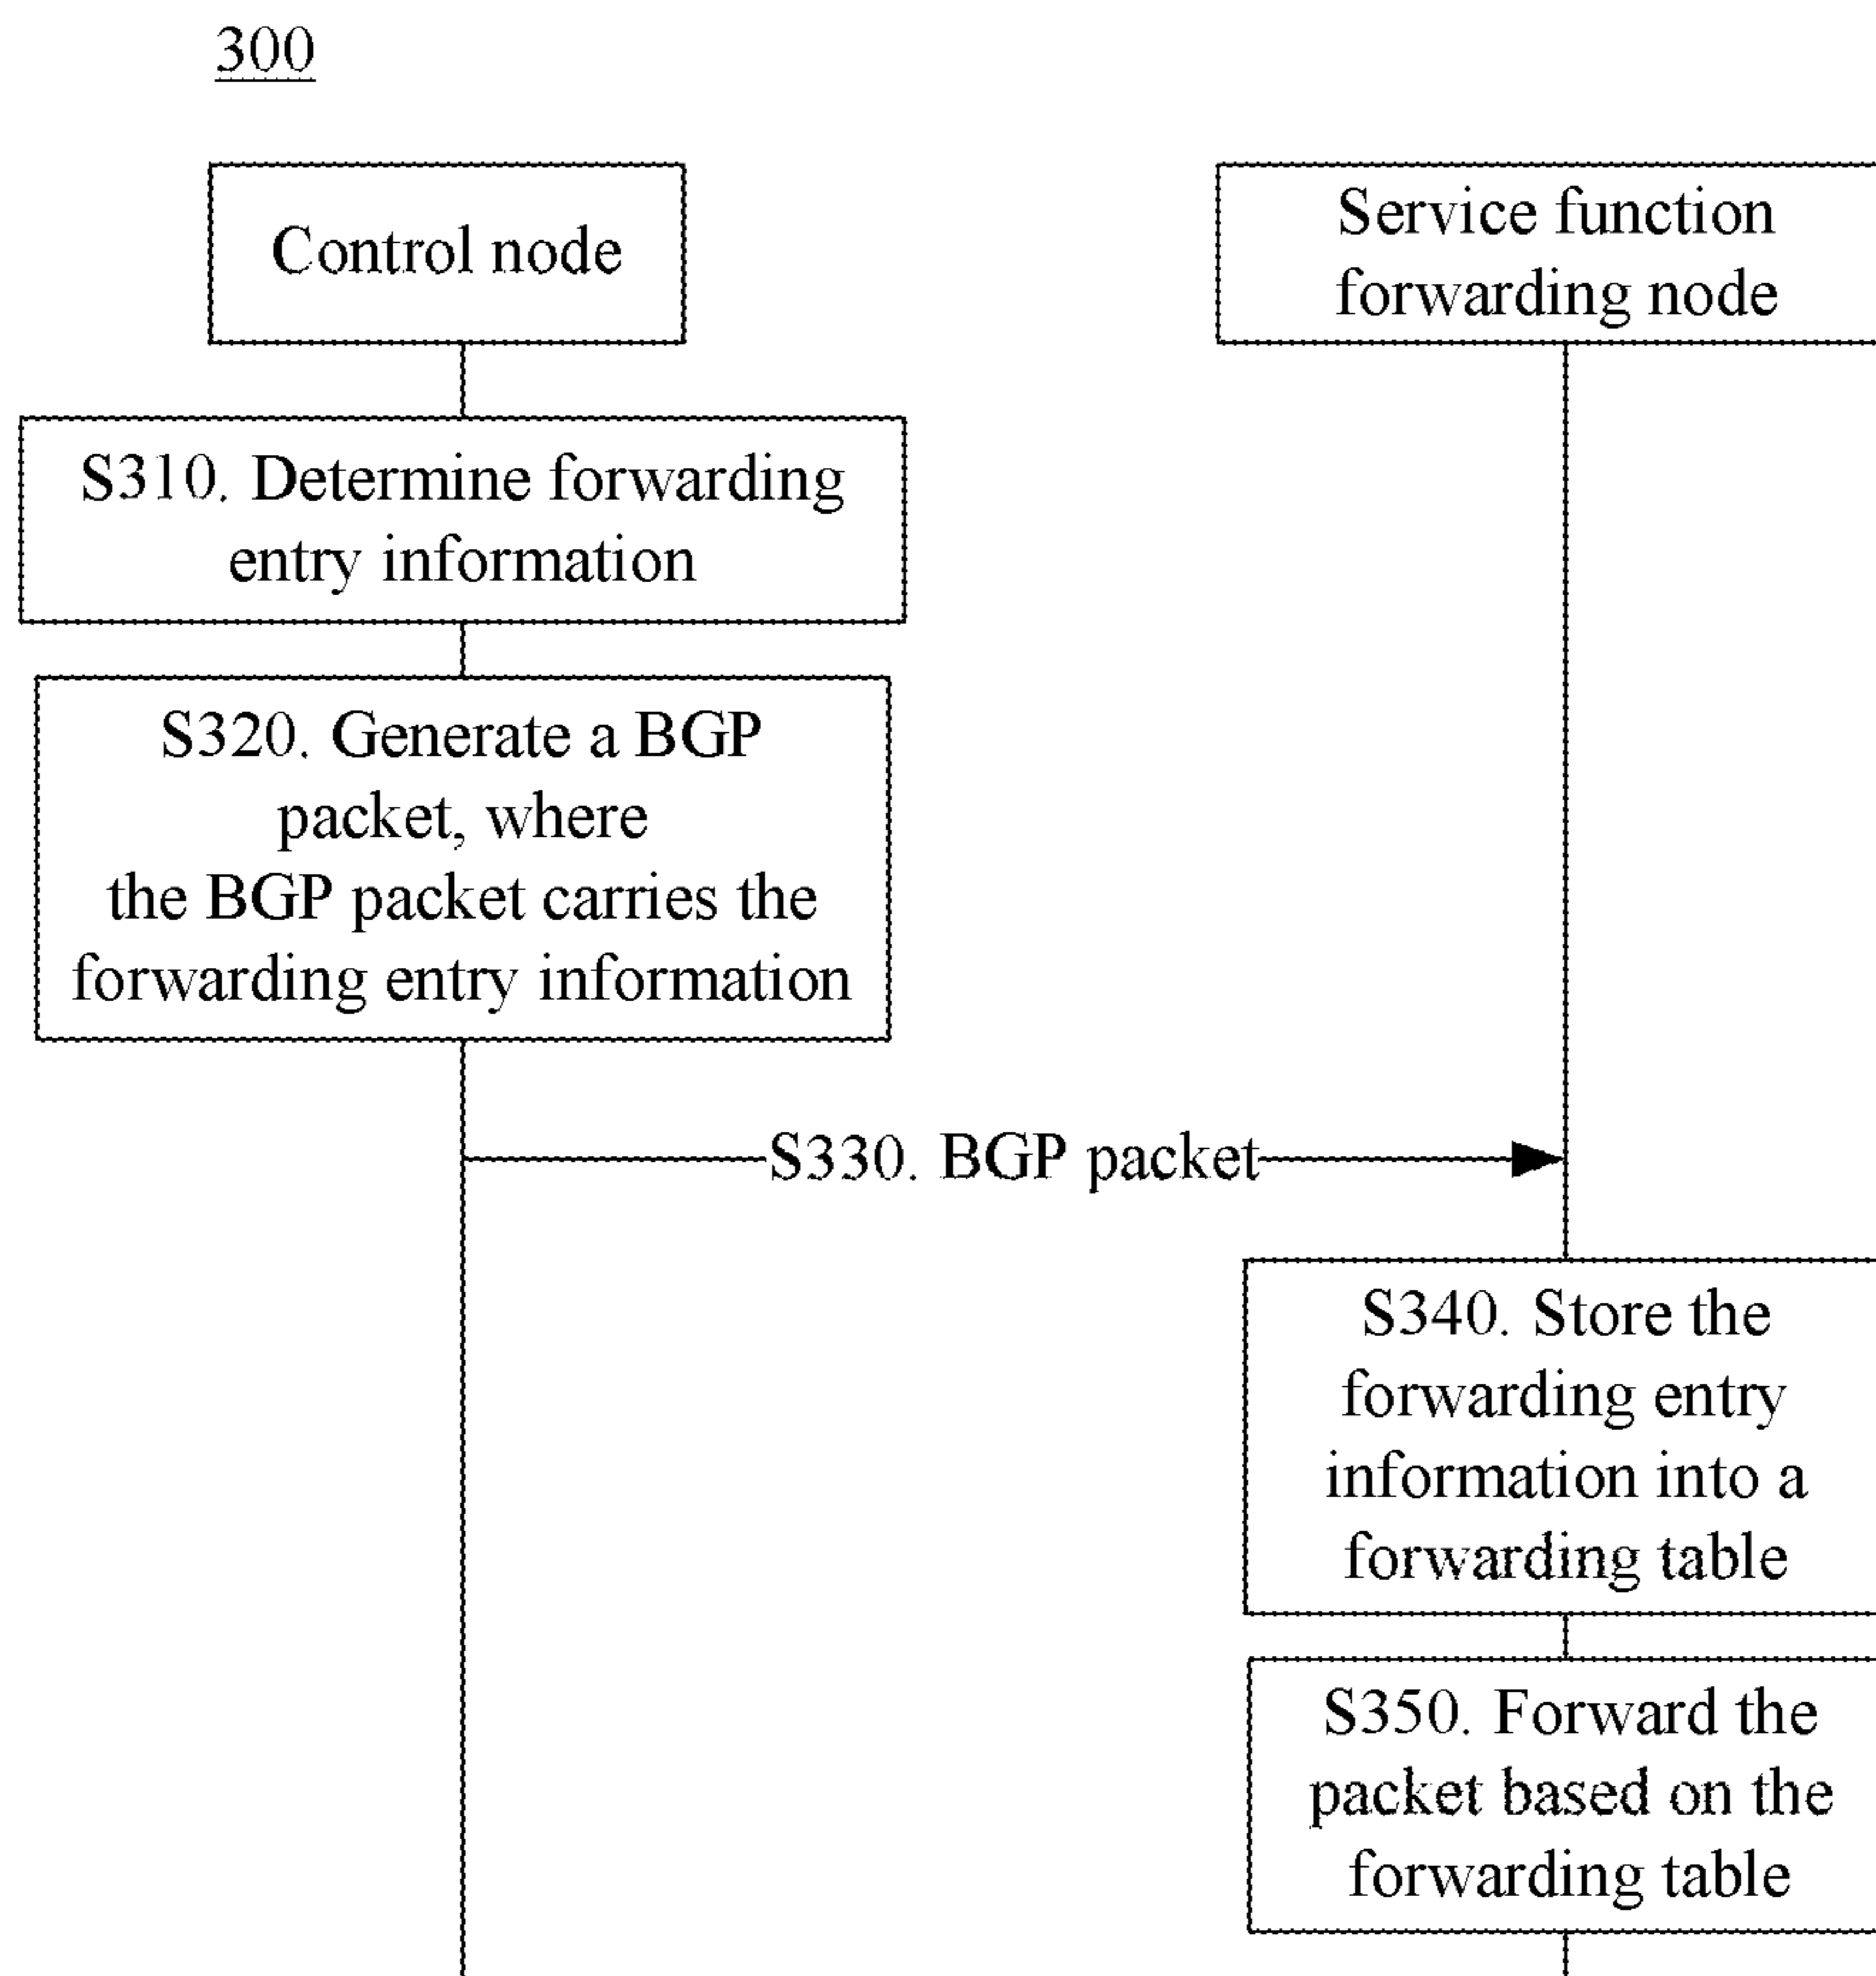 300
Control node
Service function
forwarding node
S310. Determine forwarding
entry information
S320. Generate a BGP
packet, where
the BGP packet carries the
forwarding entry information
S330. BGP packet
S340. Store the
forwarding entry
information into a
forwarding table
S350. Forward the
packet based on the
forwarding table